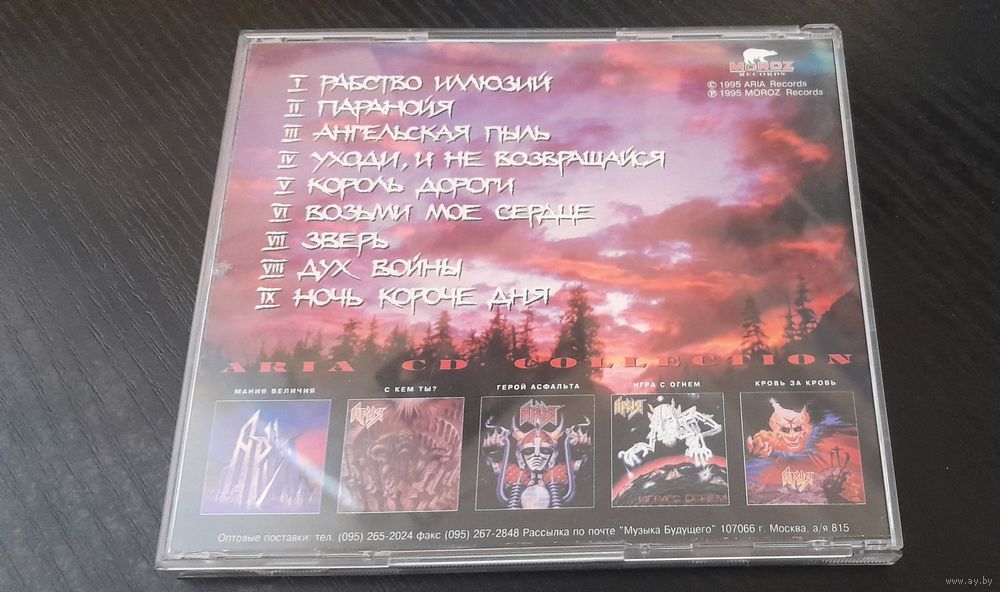 MOROZ
RECORDS
© 1995 ARIA Records
℗ 1995 MOROZ Records
I РАБСТВО ИЛЛЮЗИЙ
II ПАРАНОЙЯ
III АНГЕЛЬСКАЯ ПЫЛЬ
IV УХОДИ, И НЕ ВОЗВРАЩАЙСЯ
V КОРОЛЬ ДОРОГИ
VI ВОЗЬМИ МОЕ СЕРДЦЕ
VII ЗВЕРЬ
VIII ДУХ ВОЙНЫ
IX НОЧЬ КОРОЧЕ ДНЯ
ARIA CD COLLECTION
МАНИЯ ВЕЛИЧИЯ
С КЕМ ТЫ?
ГЕРОЙ АСФАЛЬТА
ИГРА С ОГНЕМ
КРОВЬ ЗА КРОВЬ
АРИЯ
АРИЯ
АРИЯ
АРИЯ
ИГРА С ОГНЕМ
АРИЯ
Оптовые поставки: тел. (095) 265-2024 факс (095) 267-2848 Рассылка по почте "Музыка Будущего" 107066 г. Москва, а/я 815
www.ay.by